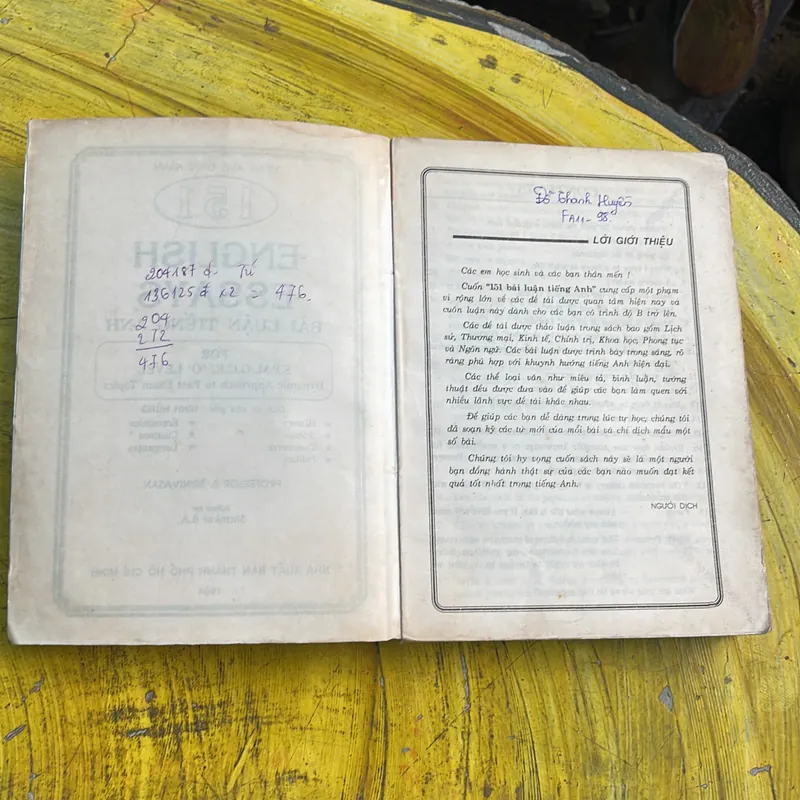 204187 đ Tú
136125 đ x2 = 476.
204
272
476.
Đỗ Thanh Huyền
FA11-98.
LỜI GIỚI THIỆU
Các em học sinh và các bạn thân mến !
Cuốn "151 bài luận tiếng Anh" cung cấp một phạm
vi rộng lớn về các đề tài được quan tâm hiện nay và
cuốn luận này dành cho các bạn có trình độ B trở lên.
Các đề tài được thảo luận trong sách bao gồm Lịch
sử, Thương mại, Kinh tế, Chính trị, Khoa học, Phong tục
và Ngôn ngữ. Các bài luận được trình bày trong sáng, rõ
ràng phù hợp với khuynh hướng tiếng Anh hiện đại.
Các thể loại văn như miêu tả, bình luận, tường
thuật đều được đưa vào để giúp các bạn làm quen với
nhiều lãnh vực đề tài khác nhau.
Để giúp các bạn dễ dàng trong lúc tự học, chúng tôi
đã soạn kỹ các từ mới của mỗi bài và chỉ dịch mẫu một
số bài.
Chúng tôi hy vọng cuốn sách này sẽ là một người
bạn đồng hành thật sự của các bạn nào muốn đạt kết
quả tốt nhất trong tiếng Anh.
NGƯỜI DỊCH